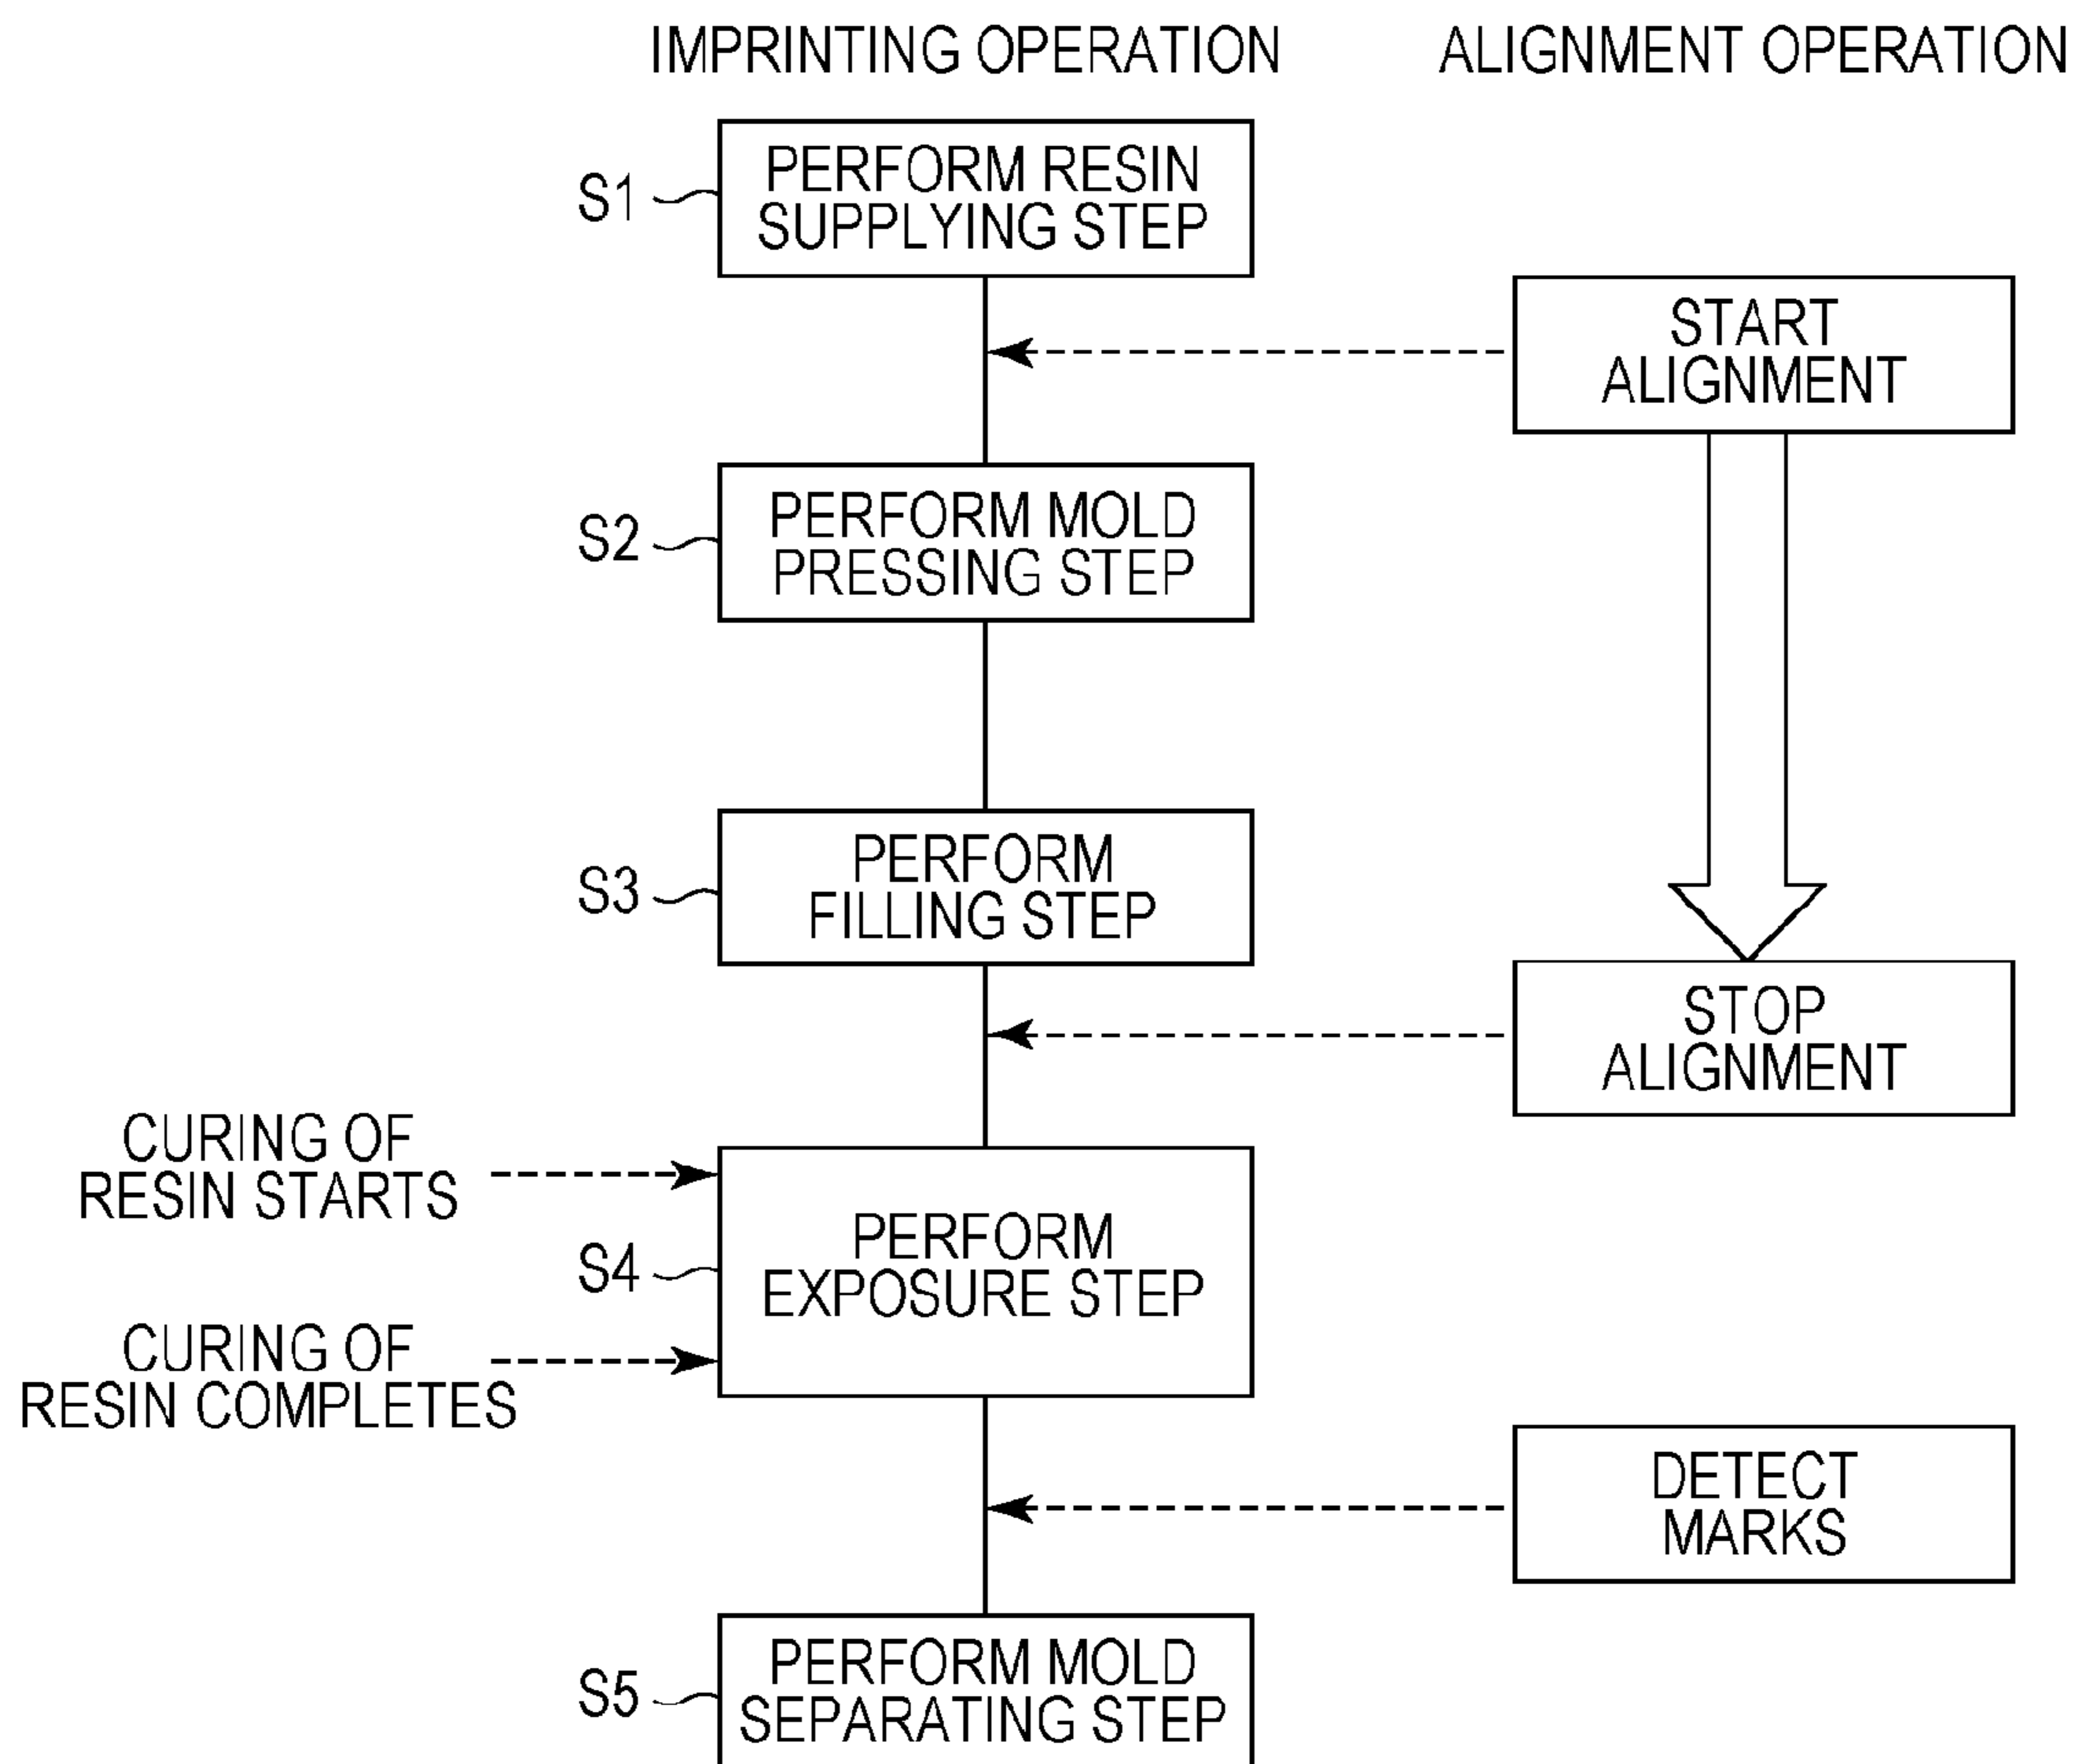 IMPRINTING OPERATION
ALIGNMENT OPERATION
S1
PERFORM RESIN
SUPPLYING STEP
START
ALIGNMENT
S2
PERFORM MOLD
PRESSING STEP
S3
PERFORM
FILLING STEP
STOP
ALIGNMENT
CURING OF
RESIN STARTS
S4
PERFORM
EXPOSURE STEP
CURING OF
RESIN COMPLETES
DETECT
MARKS
S5
PERFORM MOLD
SEPARATING STEP